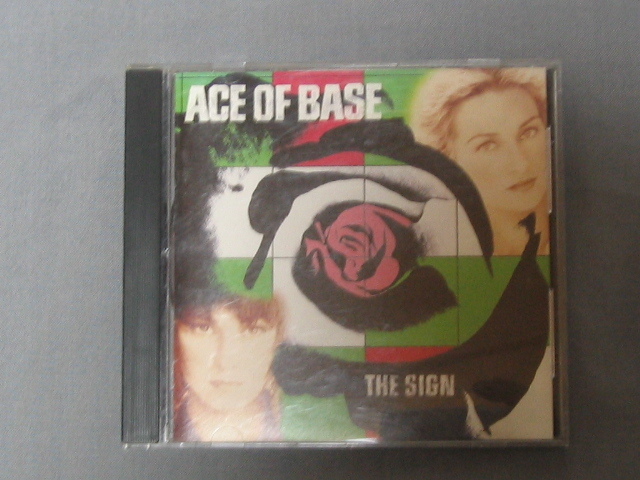 ACE OF BASE
THE SIGN